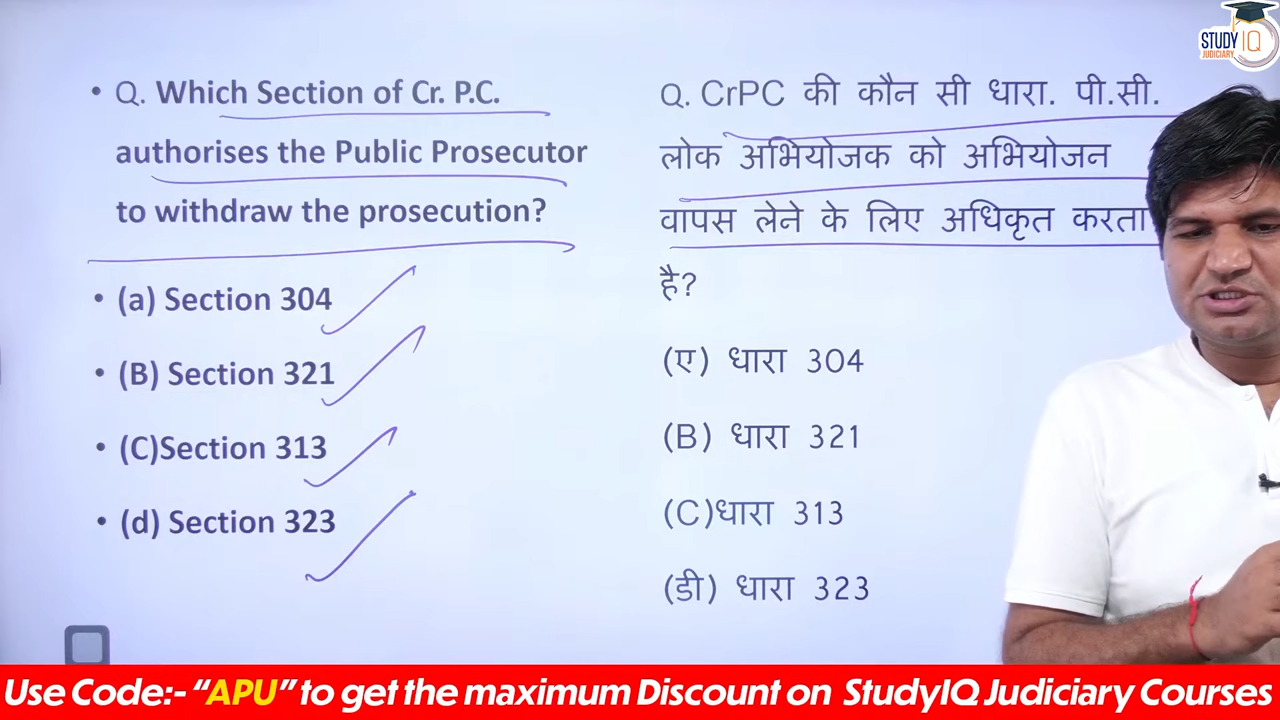 STUDY IQ
JUDICIARY
• Q. Which Section of Cr. P.C.
authorises the Public Prosecutor
to withdraw the prosecution?
• (a) Section 304
• (B) Section 321
• (C)Section 313
• (d) Section 323
Q. CrPC की कौन सी धारा. पी.सी.
लोक अभियोजक को अभियोजन
वापस लेने के लिए अधिकृत करता
है?
(ए) धारा 304
(B) धारा 321
(C)धारा 313
(डी) धारा 323
Use Code:- “APU” to get the maximum Discount on StudyIQ Judiciary Courses